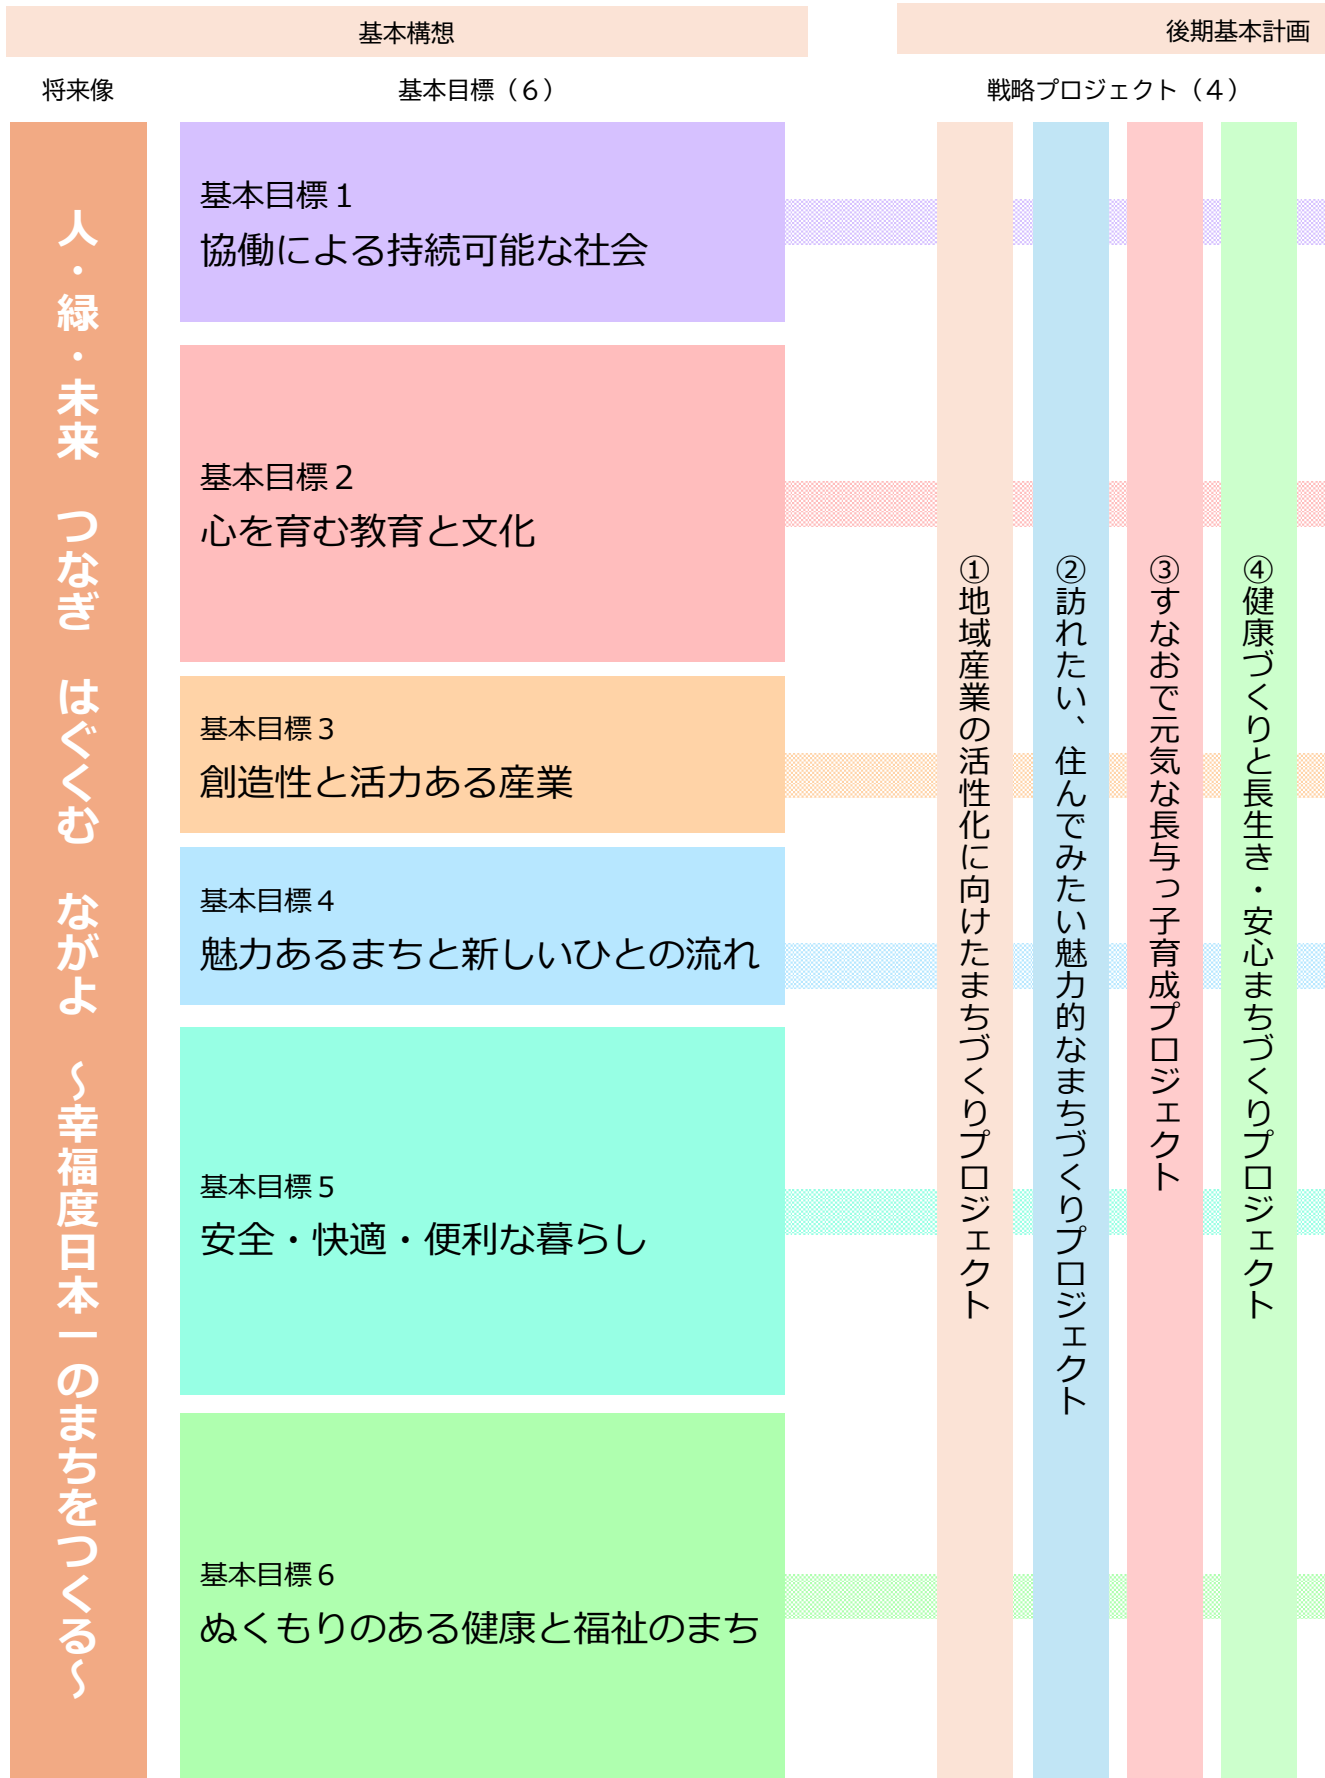 基本構想
後期基本計画
将来像
基本目標（６）
戦略プロジェクト（４）
人・緑・未来　つなぎ　はぐくむ　ながよ　～幸福度日本一のまちをつくる～
基本目標１
協働による持続可能な社会
基本目標２
心を育む教育と文化
基本目標３
創造性と活力ある産業
基本目標４
魅力あるまちと新しいひとの流れ
基本目標５
安全・快適・便利な暮らし
基本目標６
ぬくもりのある健康と福祉のまち
①地域産業の活性化に向けたまちづくりプロジェクト
②訪れたい、住んでみたい魅力的なまちづくりプロジェクト
③すなおで元気な長与っ子育成プロジェクト
④健康づくりと長生き・安心まちづくりプロジェクト